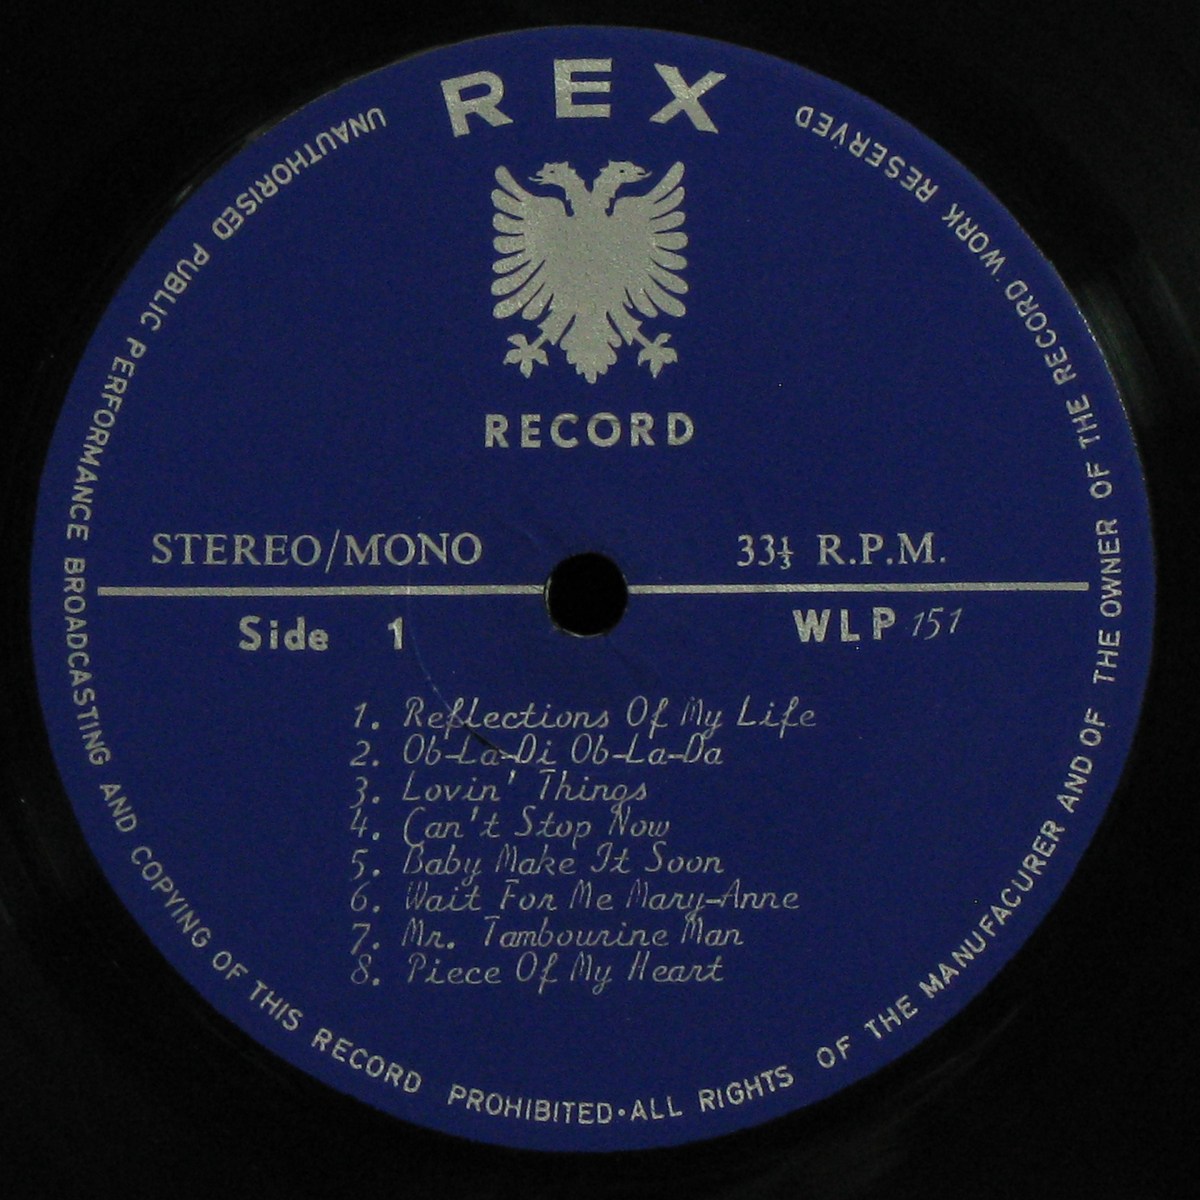 REX
RECORD
STEREO/MONO 33⅓ R.P.M.
Side 1 WLP 151
1. Reflections Of My Life
2. Ob-La-Di Ob-La-Da
3. Lovin' Things
4. Can't Stop Now
5. Baby Make It Soon
6. Wait For Me Mary-Anne
7. Mr. Tambourine Man
8. Piece Of My Heart
UNAUTHORISED PUBLIC PERFORMANCE BROADCASTING AND COPYING OF THIS RECORD PROHIBITED·ALL RIGHTS OF THE MANUFACURER AND OF THE OWNER OF THE RECORD WORK RESERVED